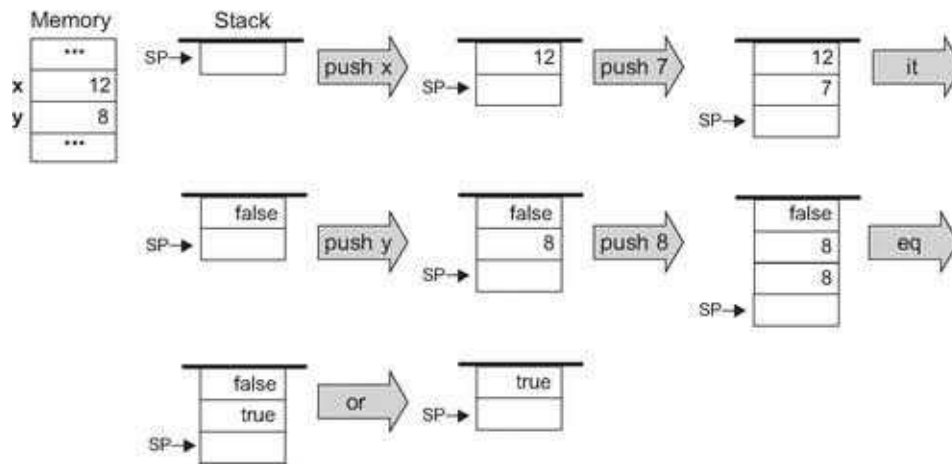 Memory
Stack
...
x 12
y 8
...
SP
push x
12
SP
push 7
12
7
SP
it
false
SP
push y
false
8
SP
push 8
false
8
8
SP
eq
false
true
SP
or
true
SP